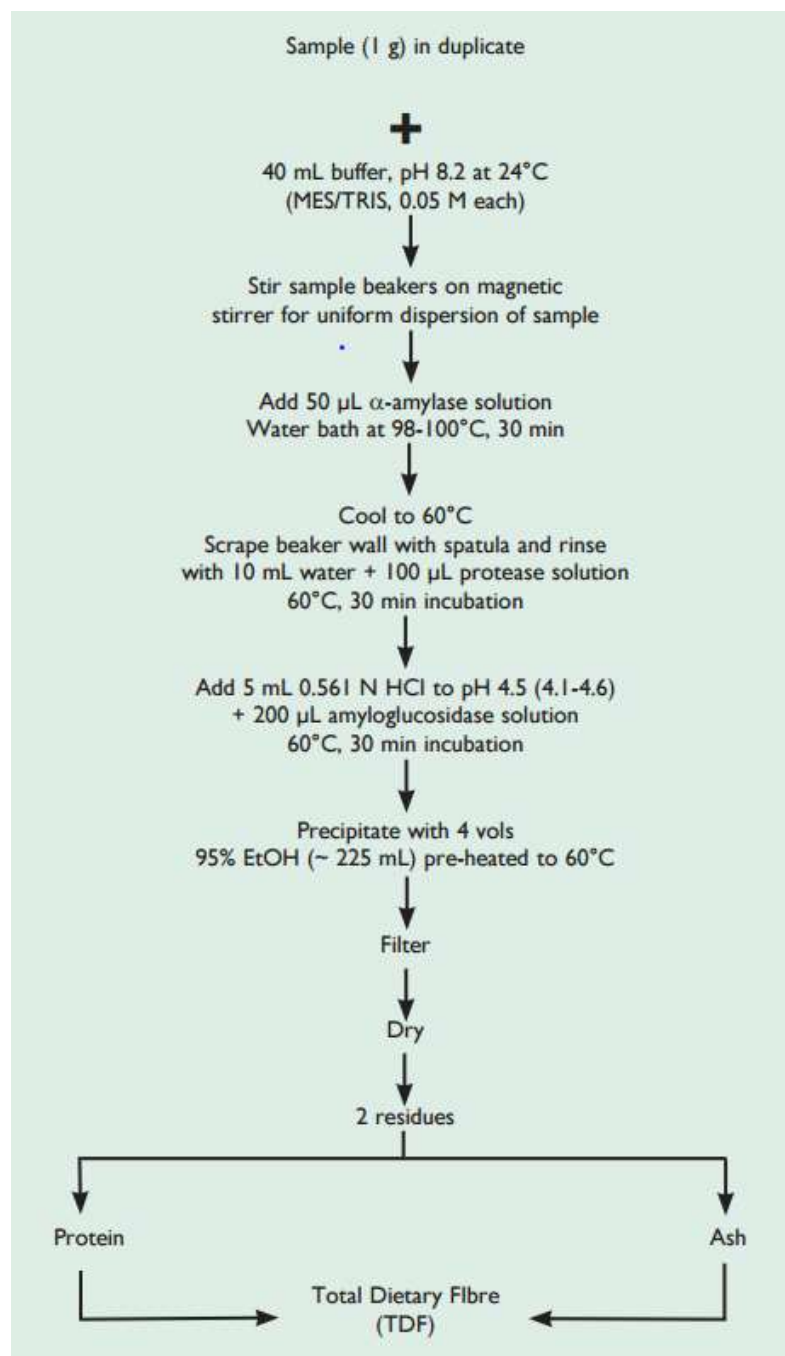 Sample (1 g) in duplicate
+
40 mL buffer, pH 8.2 at 24°C
(MES/TRIS, 0.05 M each)
Stir sample beakers on magnetic
stirrer for uniform dispersion of sample
Add 50 µL α-amylase solution
Water bath at 98-100°C, 30 min
Cool to 60°C
Scrape beaker wall with spatula and rinse
with 10 mL water + 100 µL protease solution
60°C, 30 min incubation
Add 5 mL 0.561 N HCl to pH 4.5 (4.1-4.6)
+ 200 µL amyloglucosidase solution
60°C, 30 min incubation
Precipitate with 4 vols
95% EtOH (~ 225 mL) pre-heated to 60°C
Filter
Dry
2 residues
Protein
Ash
Total Dietary FIbre
(TDF)